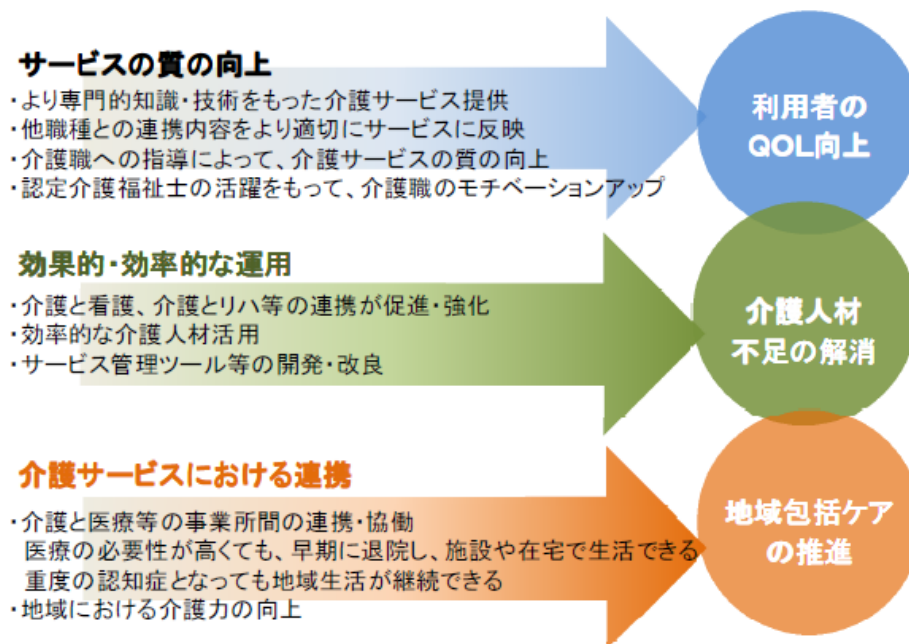 サービスの質の向上
・より専門的知識・技術をもった介護サービス提供
・他職種との連携内容をより適切にサービスに反映
・介護職への指導によって、介護サービスの質の向上
・認定介護福祉士の活躍をもって、介護職のモチベーションアップ
利用者の
QOL向上
効果的・効率的な運用
・介護と看護、介護とリハ等の連携が促進・強化
・効率的な介護人材活用
・サービス管理ツール等の開発・改良
介護人材
不足の解消
介護サービスにおける連携
・介護と医療等の事業所間の連携・協働
医療の必要性が高くても、早期に退院し、施設や在宅で生活できる
重度の認知症となっても地域生活が継続できる
・地域における介護力の向上
地域包括ケア
の推進